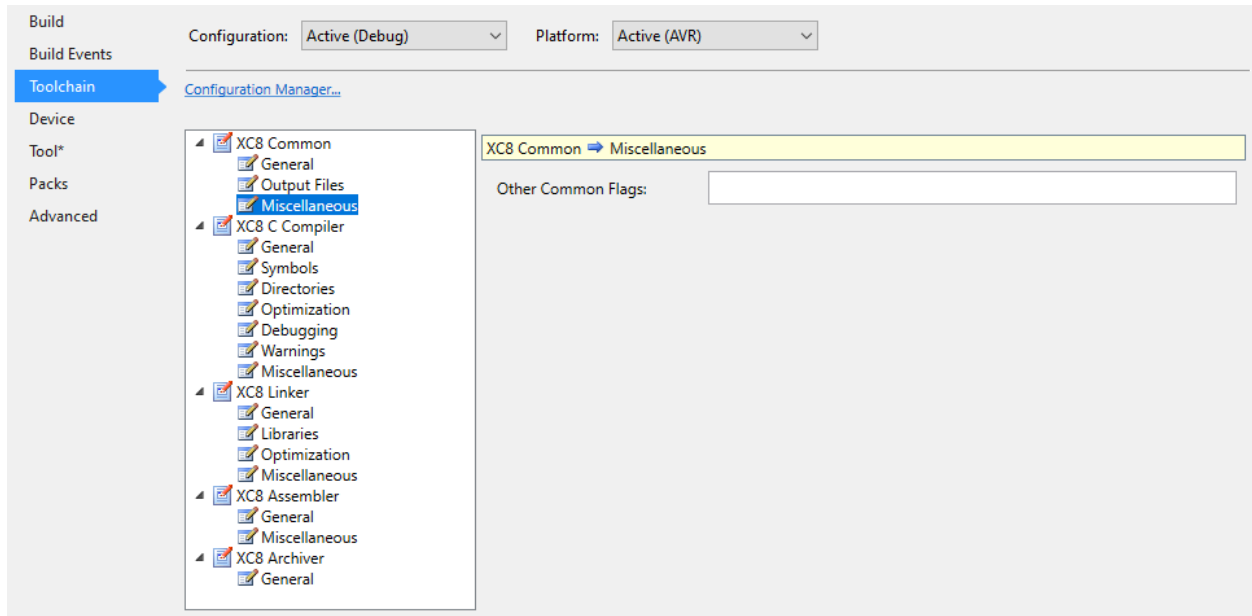 Build
Build Events
Toolchain
Device
Tool*
Packs
Advanced
Configuration: Active (Debug) Platform: Active (AVR)
Configuration Manager...
XC8 Common
General
Output Files
Miscellaneous
XC8 C Compiler
General
Symbols
Directories
Optimization
Debugging
Warnings
Miscellaneous
XC8 Linker
General
Libraries
Optimization
Miscellaneous
XC8 Assembler
General
Miscellaneous
XC8 Archiver
General
XC8 Common ➡ Miscellaneous
Other Common Flags: